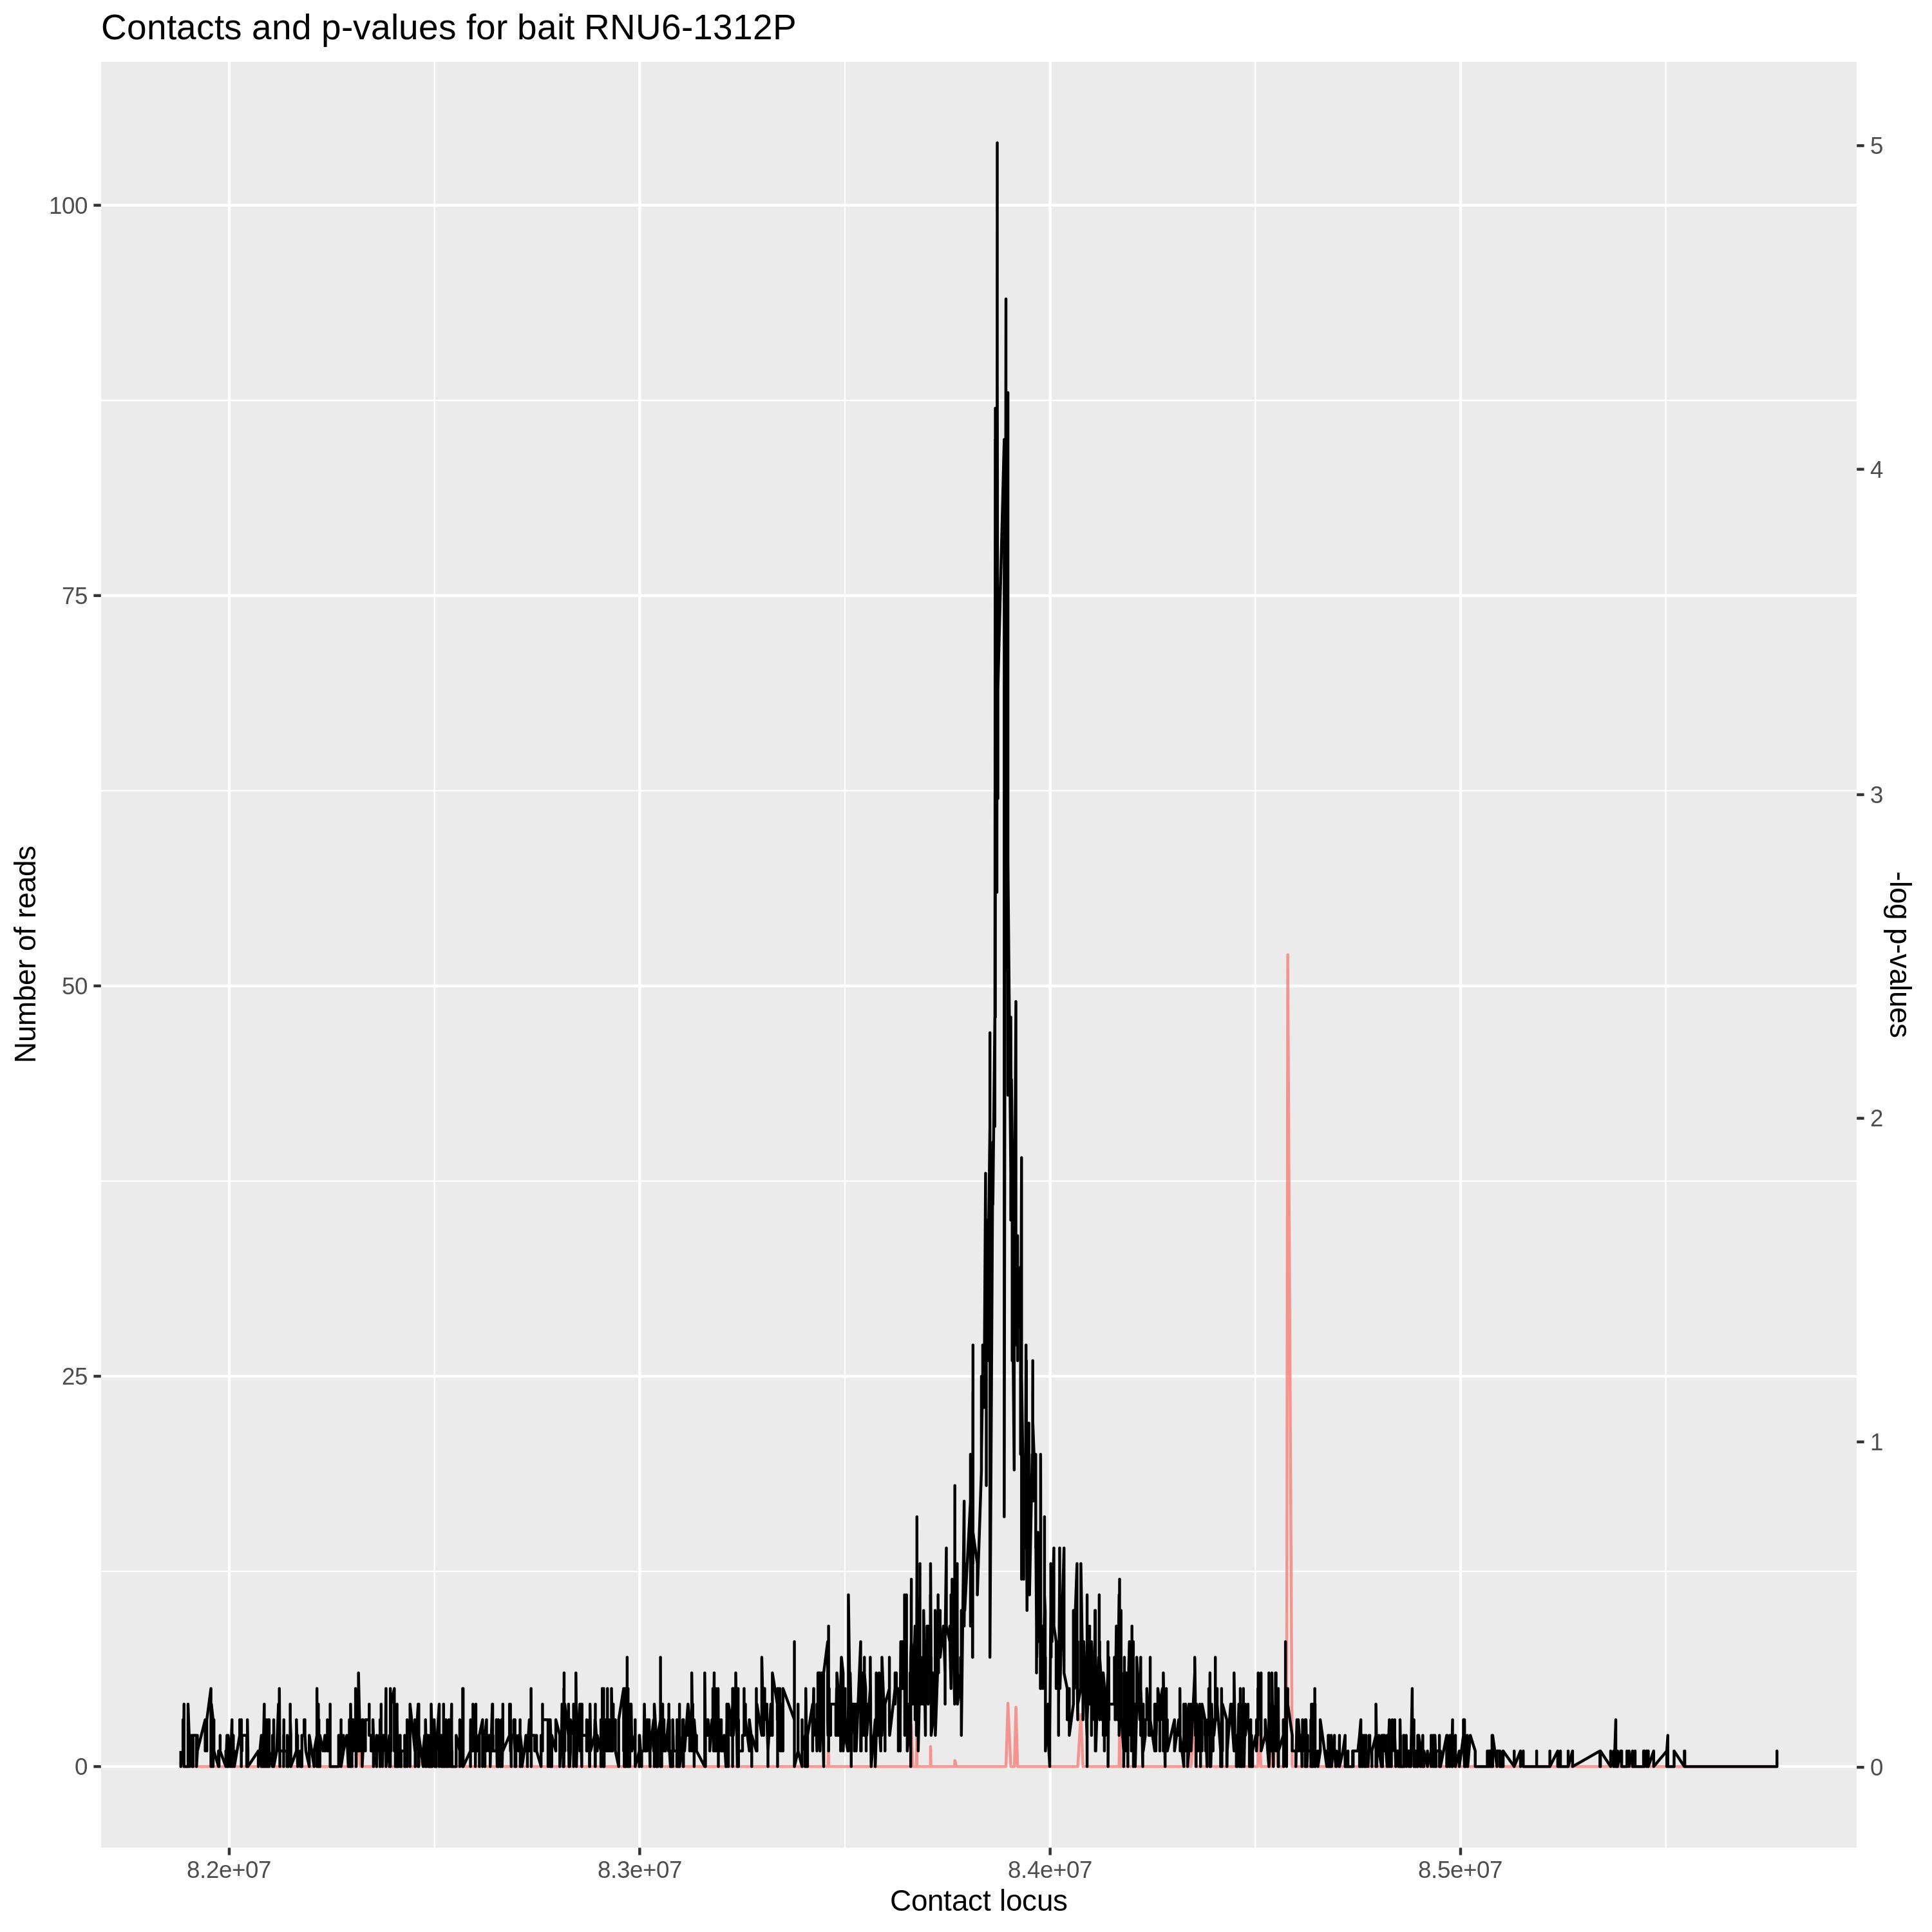 Contacts and p-values for bait RNU6-1312P
100
75
50
25
0
Number of reads
5
4
3
2
1
0
-log p-values
8.2e+07
8.3e+07
8.4e+07
8.5e+07
Contact locus